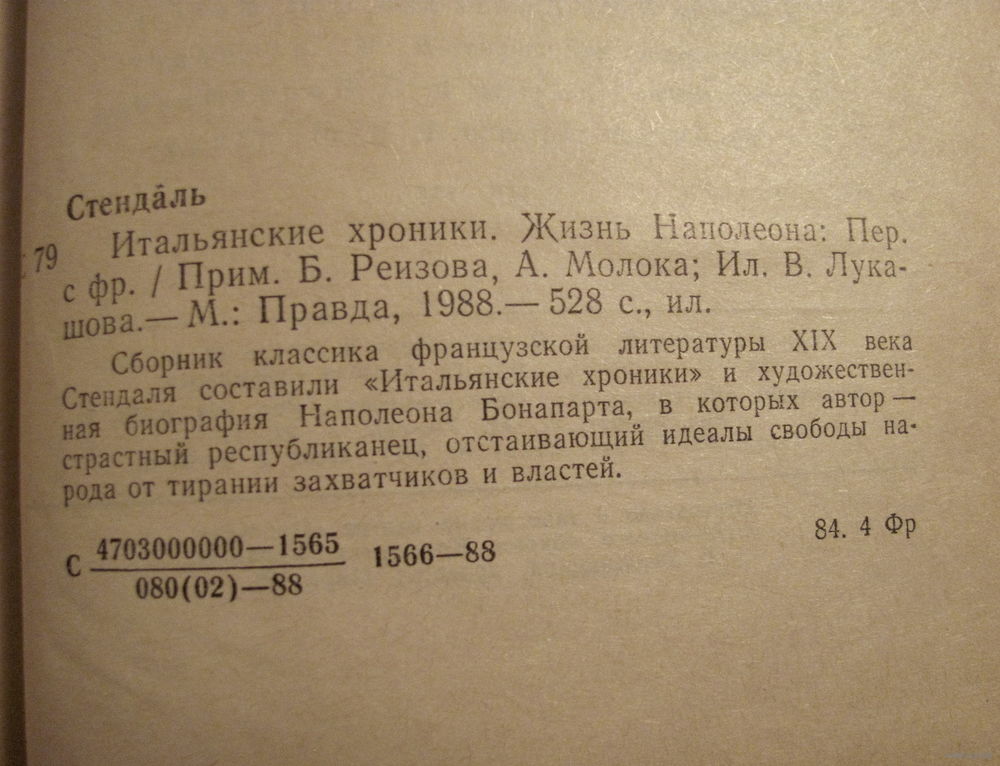 Стенда́ль
79 Итальянские хроники. Жизнь Наполеона: Пер.
с фр. / Прим. Б. Реизова, А. Молока; Ил. В. Лука-
шова.— М.: Правда, 1988.— 528 с., ил.
Сборник классика французской литературы XIX века
Стендаля составили «Итальянские хроники» и художествен-
ная биография Наполеона Бонапарта, в которых автор —
страстный республиканец, отстаивающий идеалы свободы на-
рода от тирании захватчиков и властей.
С 4703000000—1565 1566—88
080(02)—88
84. 4 Фр